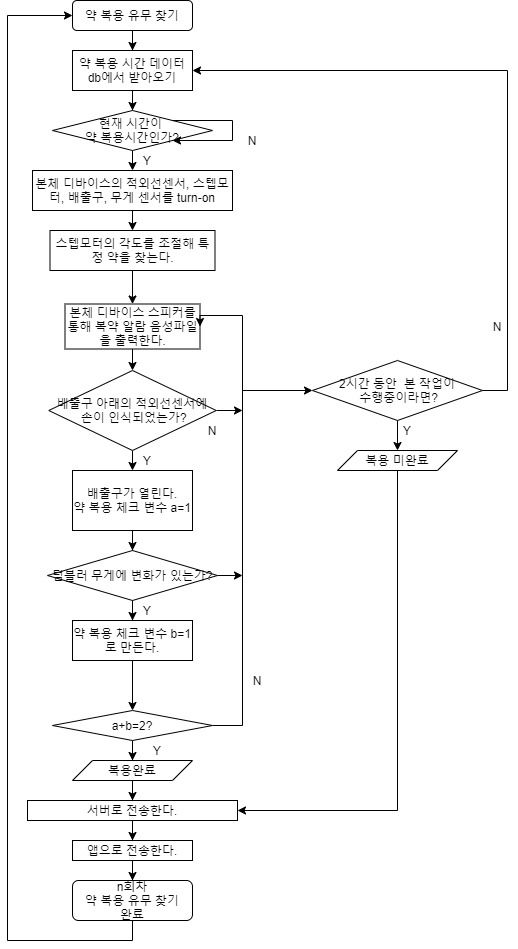 약 복용 유무 찾기
약 복용 시간 데이터
db에서 받아오기
현재 시간이
약 복용시간인가?
N
Y
본체 디바이스의 적외선센서, 스텝모
터, 배출구, 무게 센서를 turn-on
스텝모터의 각도를 조절해 특
정 약을 찾는다.
본체 디바이스 스피커를
통해 복약 알람 음성파일
을 출력한다.
N
2시간 동안 본 작업이
수행중이라면?
배출구 아래의 적외선센서에
손이 인식되었는가?
N
Y
Y
복용 미완료
배출구가 열린다.
약 복용 체크 변수 a=1
텀블러 무게에 변화가 있는가?
Y
약 복용 체크 변수 b=1
로 만든다.
N
a+b=2?
Y
복용완료
서버로 전송한다.
앱으로 전송한다.
n회차
약 복용 유무 찾기
완료